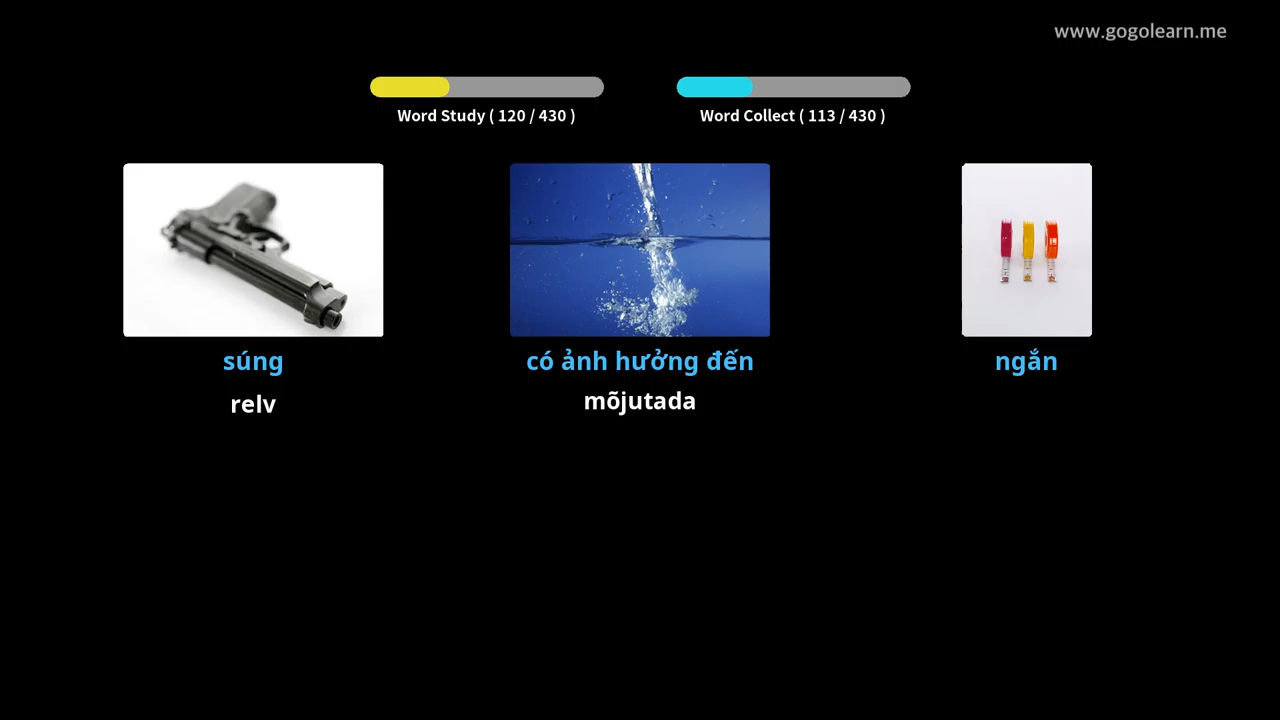 www.gogolearn.me
Word Study ( 120 / 430 )
Word Collect ( 113 / 430 )
súng
có ảnh hưởng đến
ngắn
relv
mõjutada